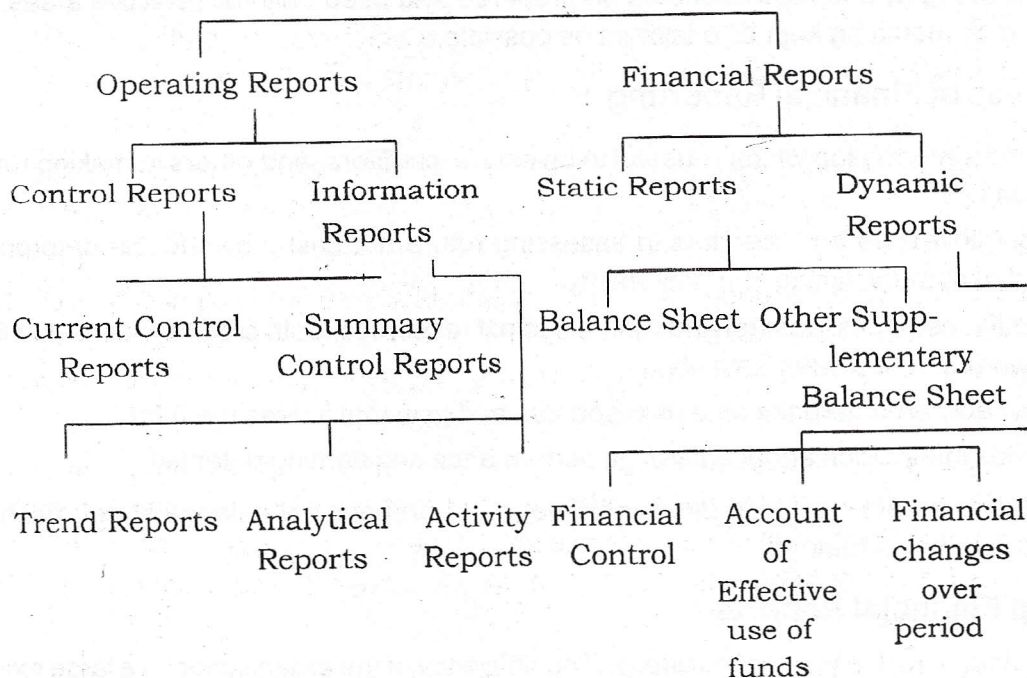 Operating Reports
Financial Reports
Control Reports
Information
Reports
Static Reports
Dynamic
Reports
Current Control
Reports
Summary
Control Reports
Balance Sheet
Other Supp-
lementary
Balance Sheet
Trend Reports
Analytical
Reports
Activity
Reports
Financial
Control
Account
of
Effective
use of
funds
Financial
changes
over
period